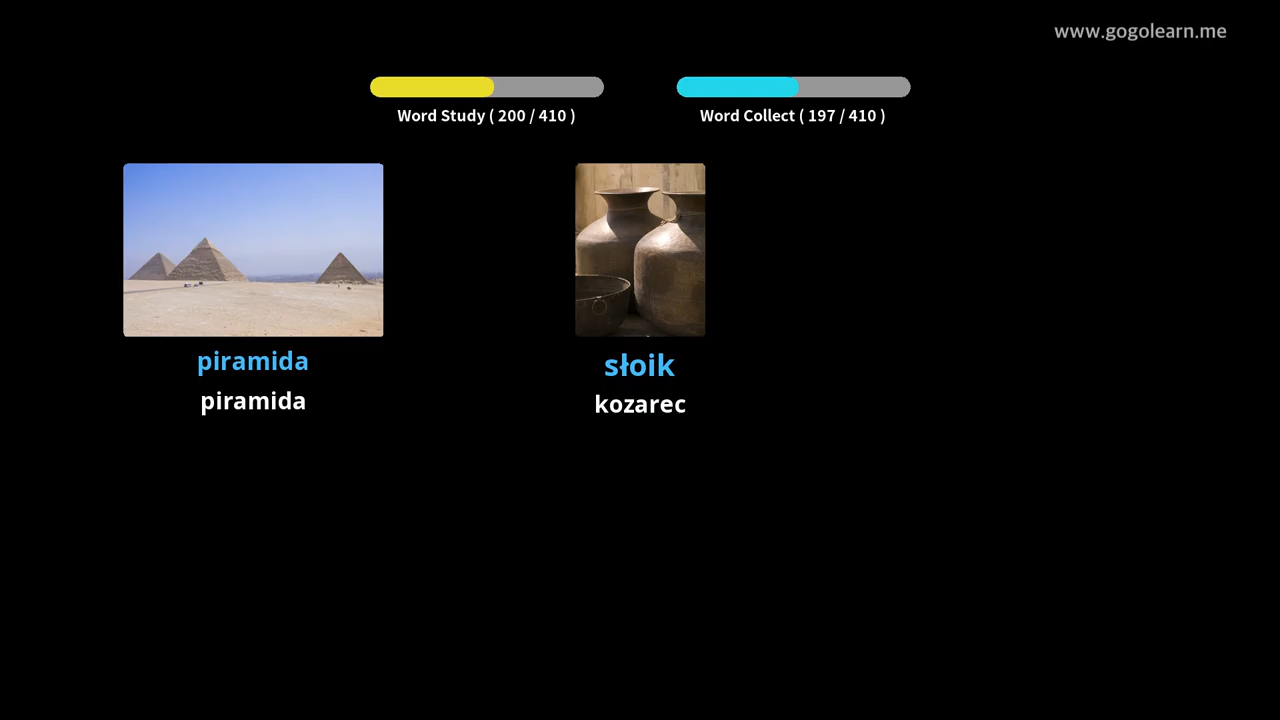 www.gogolearn.me
Word Study ( 200 / 410 )
Word Collect ( 197 / 410 )
piramida
piramida
słoik
kozarec